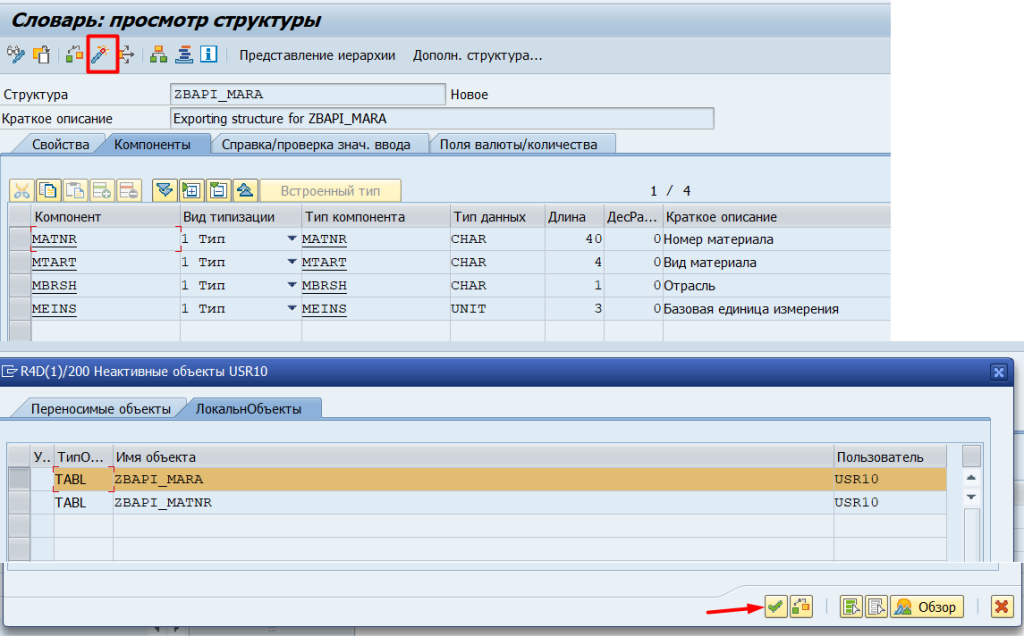 Словарь: просмотр структуры
Представление иерархии Дополн. структура...
Структура ZBAPI_MARA Новое
Краткое описание Exporting structure for ZBAPI_MARA
Свойства Компоненты Справка/проверка знач. ввода Поля валюты/количества
Встроенный тип 1 / 4
Компонент Вид типизации Тип компонента Тип данных Длина ДесРа... Краткое описание
MATNR 1 Тип MATNR CHAR 40 0 Номер материала
MTART 1 Тип MTART CHAR 4 0 Вид материала
MBRSH 1 Тип MBRSH CHAR 1 0 Отрасль
MEINS 1 Тип MEINS UNIT 3 0 Базовая единица измерения
R4D(1)/200 Неактивные объекты USR10
Переносимые объекты ЛокальнОбъекты
У.. ТипО... Имя объекта Пользователь
TABL ZBAPI_MARA USR10
TABL ZBAPI_MATNR USR10
Обзор